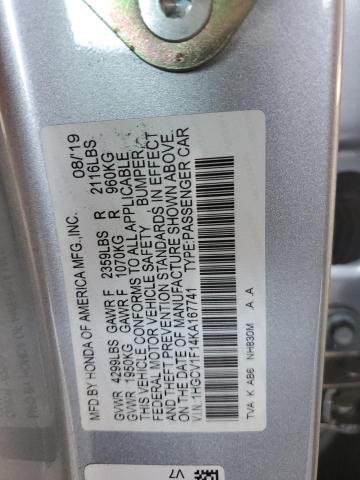 MFD.BY HONDA OF AMERICA MFG.,INC. 08/19
GVWR 4299LBS GAWR F 2359LBS R 2116LBS
GVWR 1950KG GAWR F 1070KG R 960KG
THIS VEHICLE CONFORMS TO ALL APPLICABLE
FEDERAL MOTOR VEHICLE SAFETY, BUMPER,
AND THEFT PREVENTION STANDARDS IN EFFECT
ON THE DATE OF MANUFACTURE SHOWN ABOVE.
V.I.N.:1HGCV1F14KA167741 TYPE:PASSENGER CAR
TVA K AB6 NH830M A A
V7